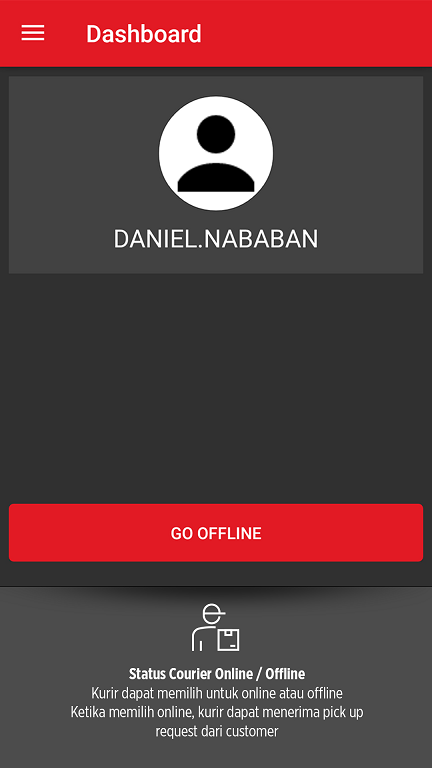 Dashboard
DANIEL.NABABAN
GO OFFLINE
Status Courier Online / Offline
Kurir dapat memilih untuk online atau offline
Ketika memilih online, kurir dapat menerima pick up
request dari customer